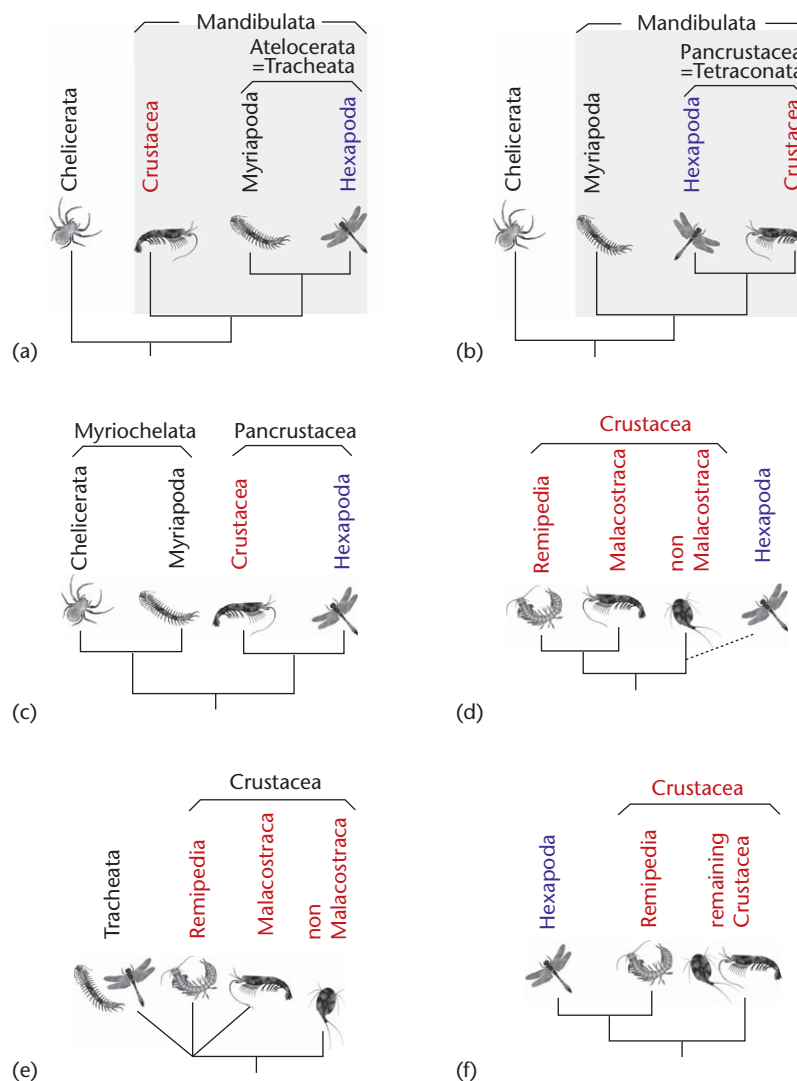 Mandibulata
Atelocerata
=Tracheata
Chelicerata
Crustacea
Myriapoda
Hexapoda
(a)
Mandibulata
Pancrustacea
=Tetraconata
Chelicerata
Myriapoda
Hexapoda
Crustacea
(b)
Myriochelata
Pancrustacea
Chelicerata
Myriapoda
Crustacea
Hexapoda
(c)
Crustacea
Remipedia
Malacostraca
non
Malacostraca
Hexapoda
(d)
Crustacea
Tracheata
Remipedia
Malacostraca
non
Malacostraca
(e)
Crustacea
Hexapoda
Remipedia
remaining
Crustacea
(f)